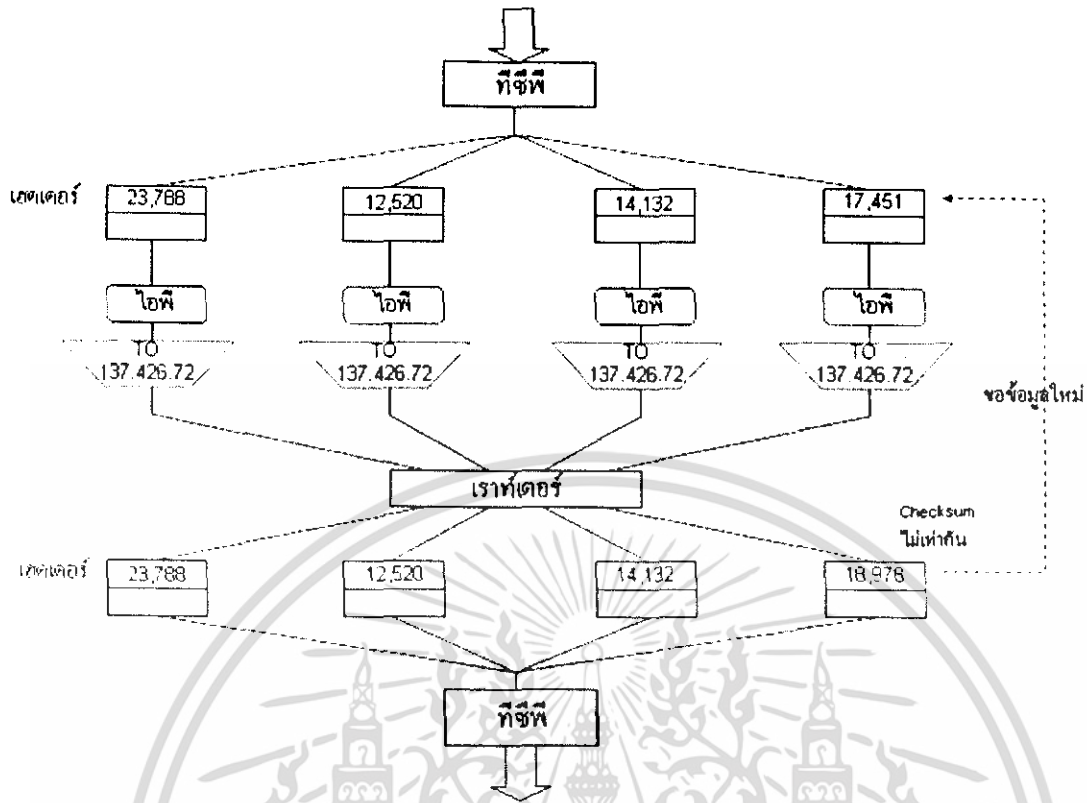 ทีซีพี
เฮดเดอร์
23,788
12,520
14,132
17,451
ไอพี
ไอพี
ไอพี
ไอพี
TO
137.426.72
TO
137.426.72
TO
137.426.72
TO
137.426.72
ขอข้อมูลใหม่
เราท์เตอร์
Checksum
ไม่เท่ากัน
เฮดเดอร์
23,788
12,520
14,132
18,978
ทีซีพี